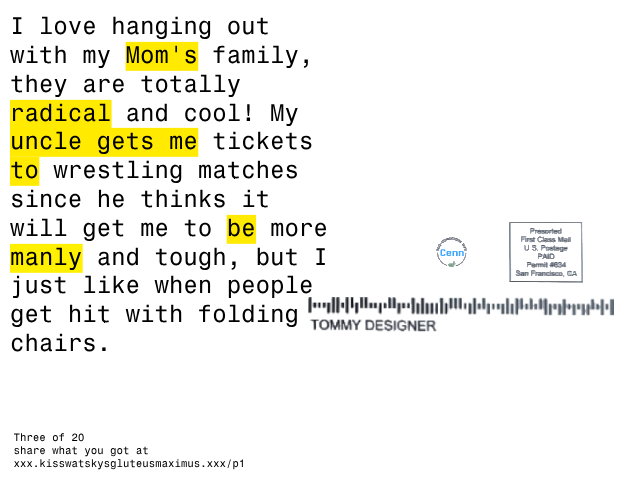 I love hanging out
with my Mom's family,
they are totally
radical and cool! My
uncle gets me tickets
to wrestling matches
since he thinks it
will get me to be more
manly and tough, but I
just like when people
get hit with folding
chairs.
Cenn
Presorted
First Class Mail
U.S. Postage
PAID
Permit #634
San Francisco, CA
TOMMY DESIGNER
Three of 20
share what you got at
xxx.kisswatskysgluteusmaximus.xxx/p1